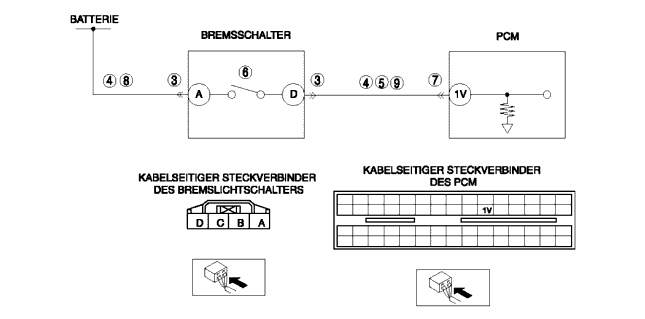 BATTERIE
BREMSSCHALTER
PCM
4 8 3 A 6 D 3 4 5 9 7 1V
KABELSEITIGER STECKVERBINDER
DES BREMSLICHTSCHALTERS
KABELSEITIGER STECKVERBINDER
DES PCM
D C B A
1V